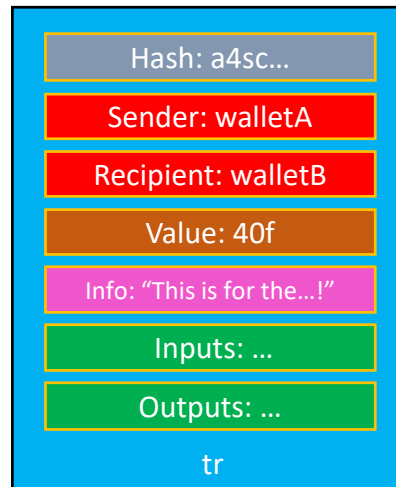 Hash: a4sc…
Sender: walletA
Recipient: walletB
Value: 40f
Info: “This is for the…!”
Inputs: …
Outputs: …
tr